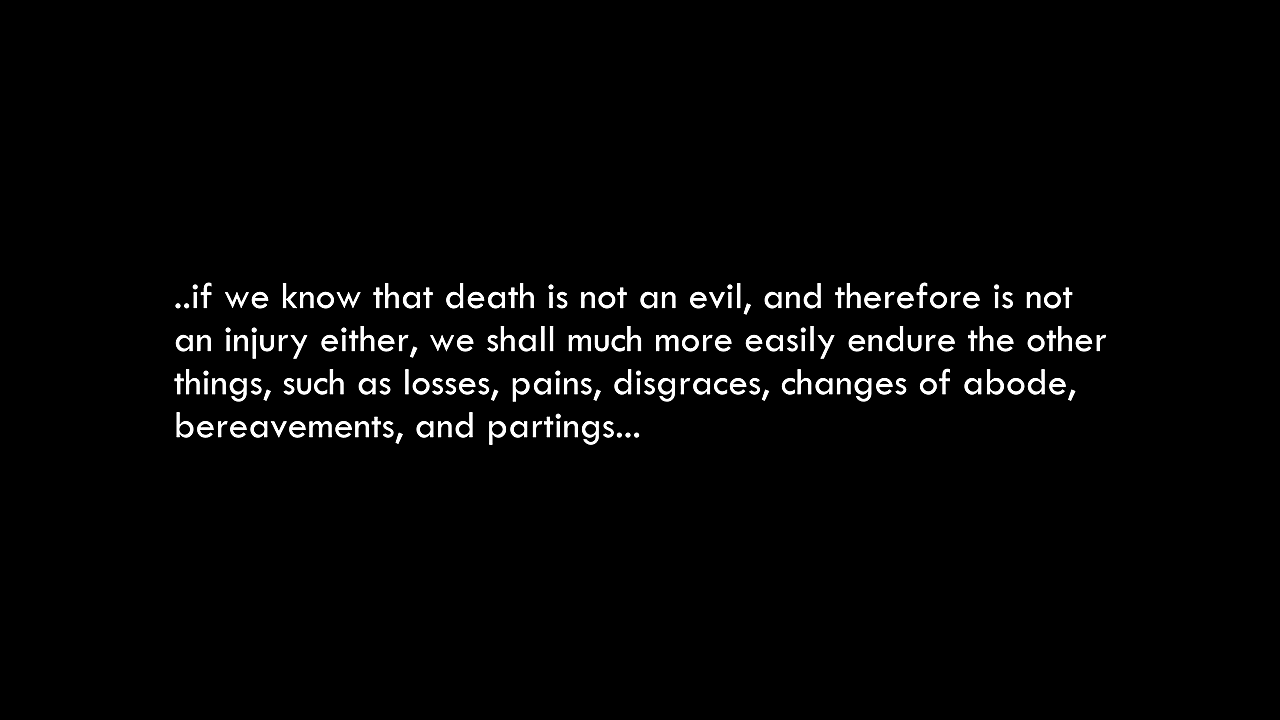 ..if we know that death is not an evil, and therefore is not
an injury either, we shall much more easily endure the other
things, such as losses, pains, disgraces, changes of abode,
bereavements, and partings...